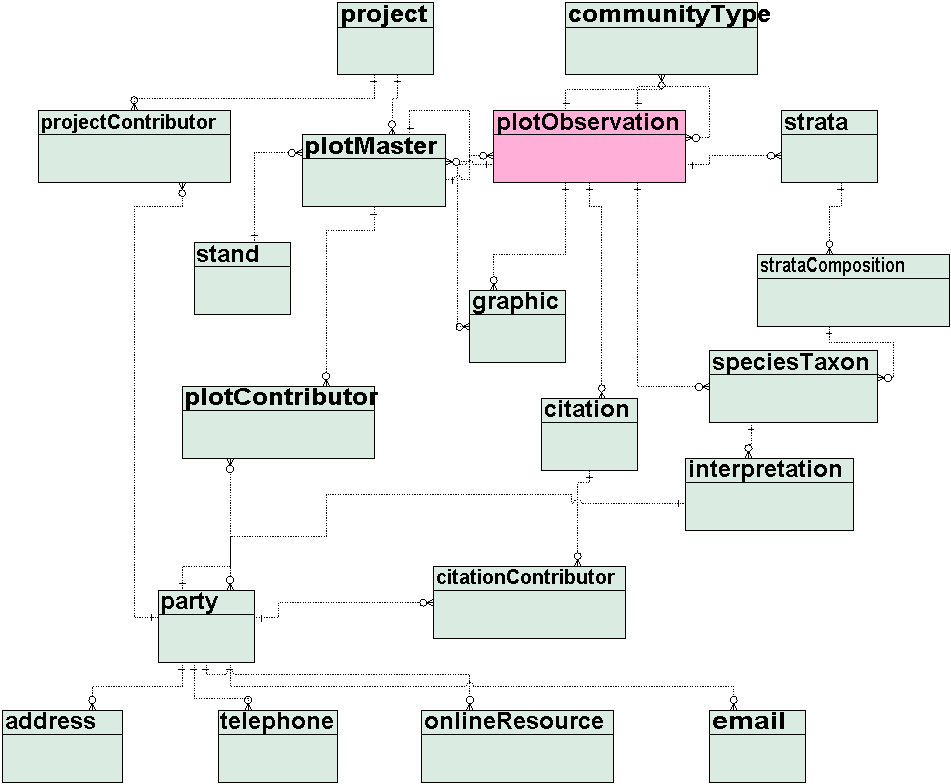 project
communityType
projectContributor
plotMaster
plotObservation
strata
stand
graphic
strataComposition
speciesTaxon
plotContributor
citation
interpretation
citationContributor
party
address
telephone
onlineResource
email